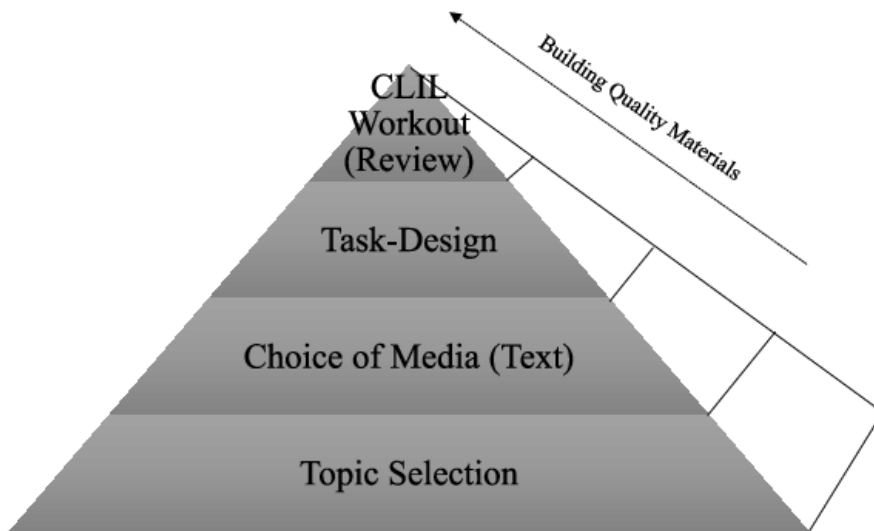 Building Quality Materials
CLIL
Workout
(Review)
Task-Design
Choice of Media (Text)
Topic Selection